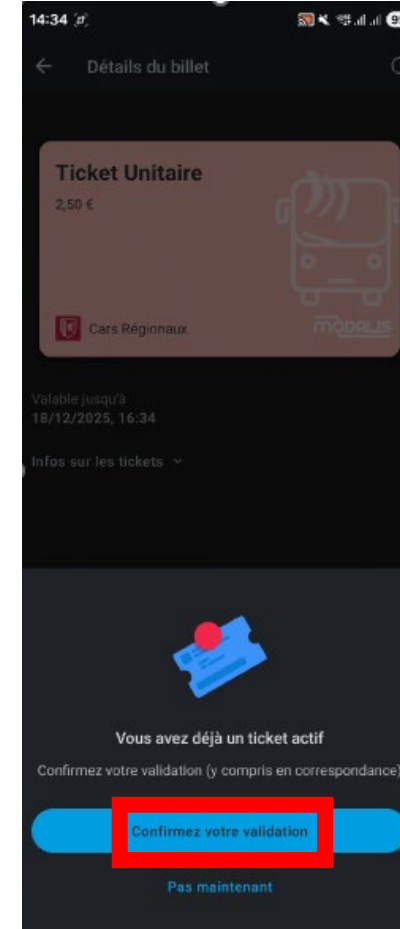 14:34
Détails du billet
Ticket Unitaire
2,50 €
Cars Régionaux
MODALIS
Valable jusqu'à
18/12/2025, 16:34
Infos sur les tickets
Vous avez déjà un ticket actif
Confirmez votre validation (y compris en correspondance)
Confirmez votre validation
Pas maintenant